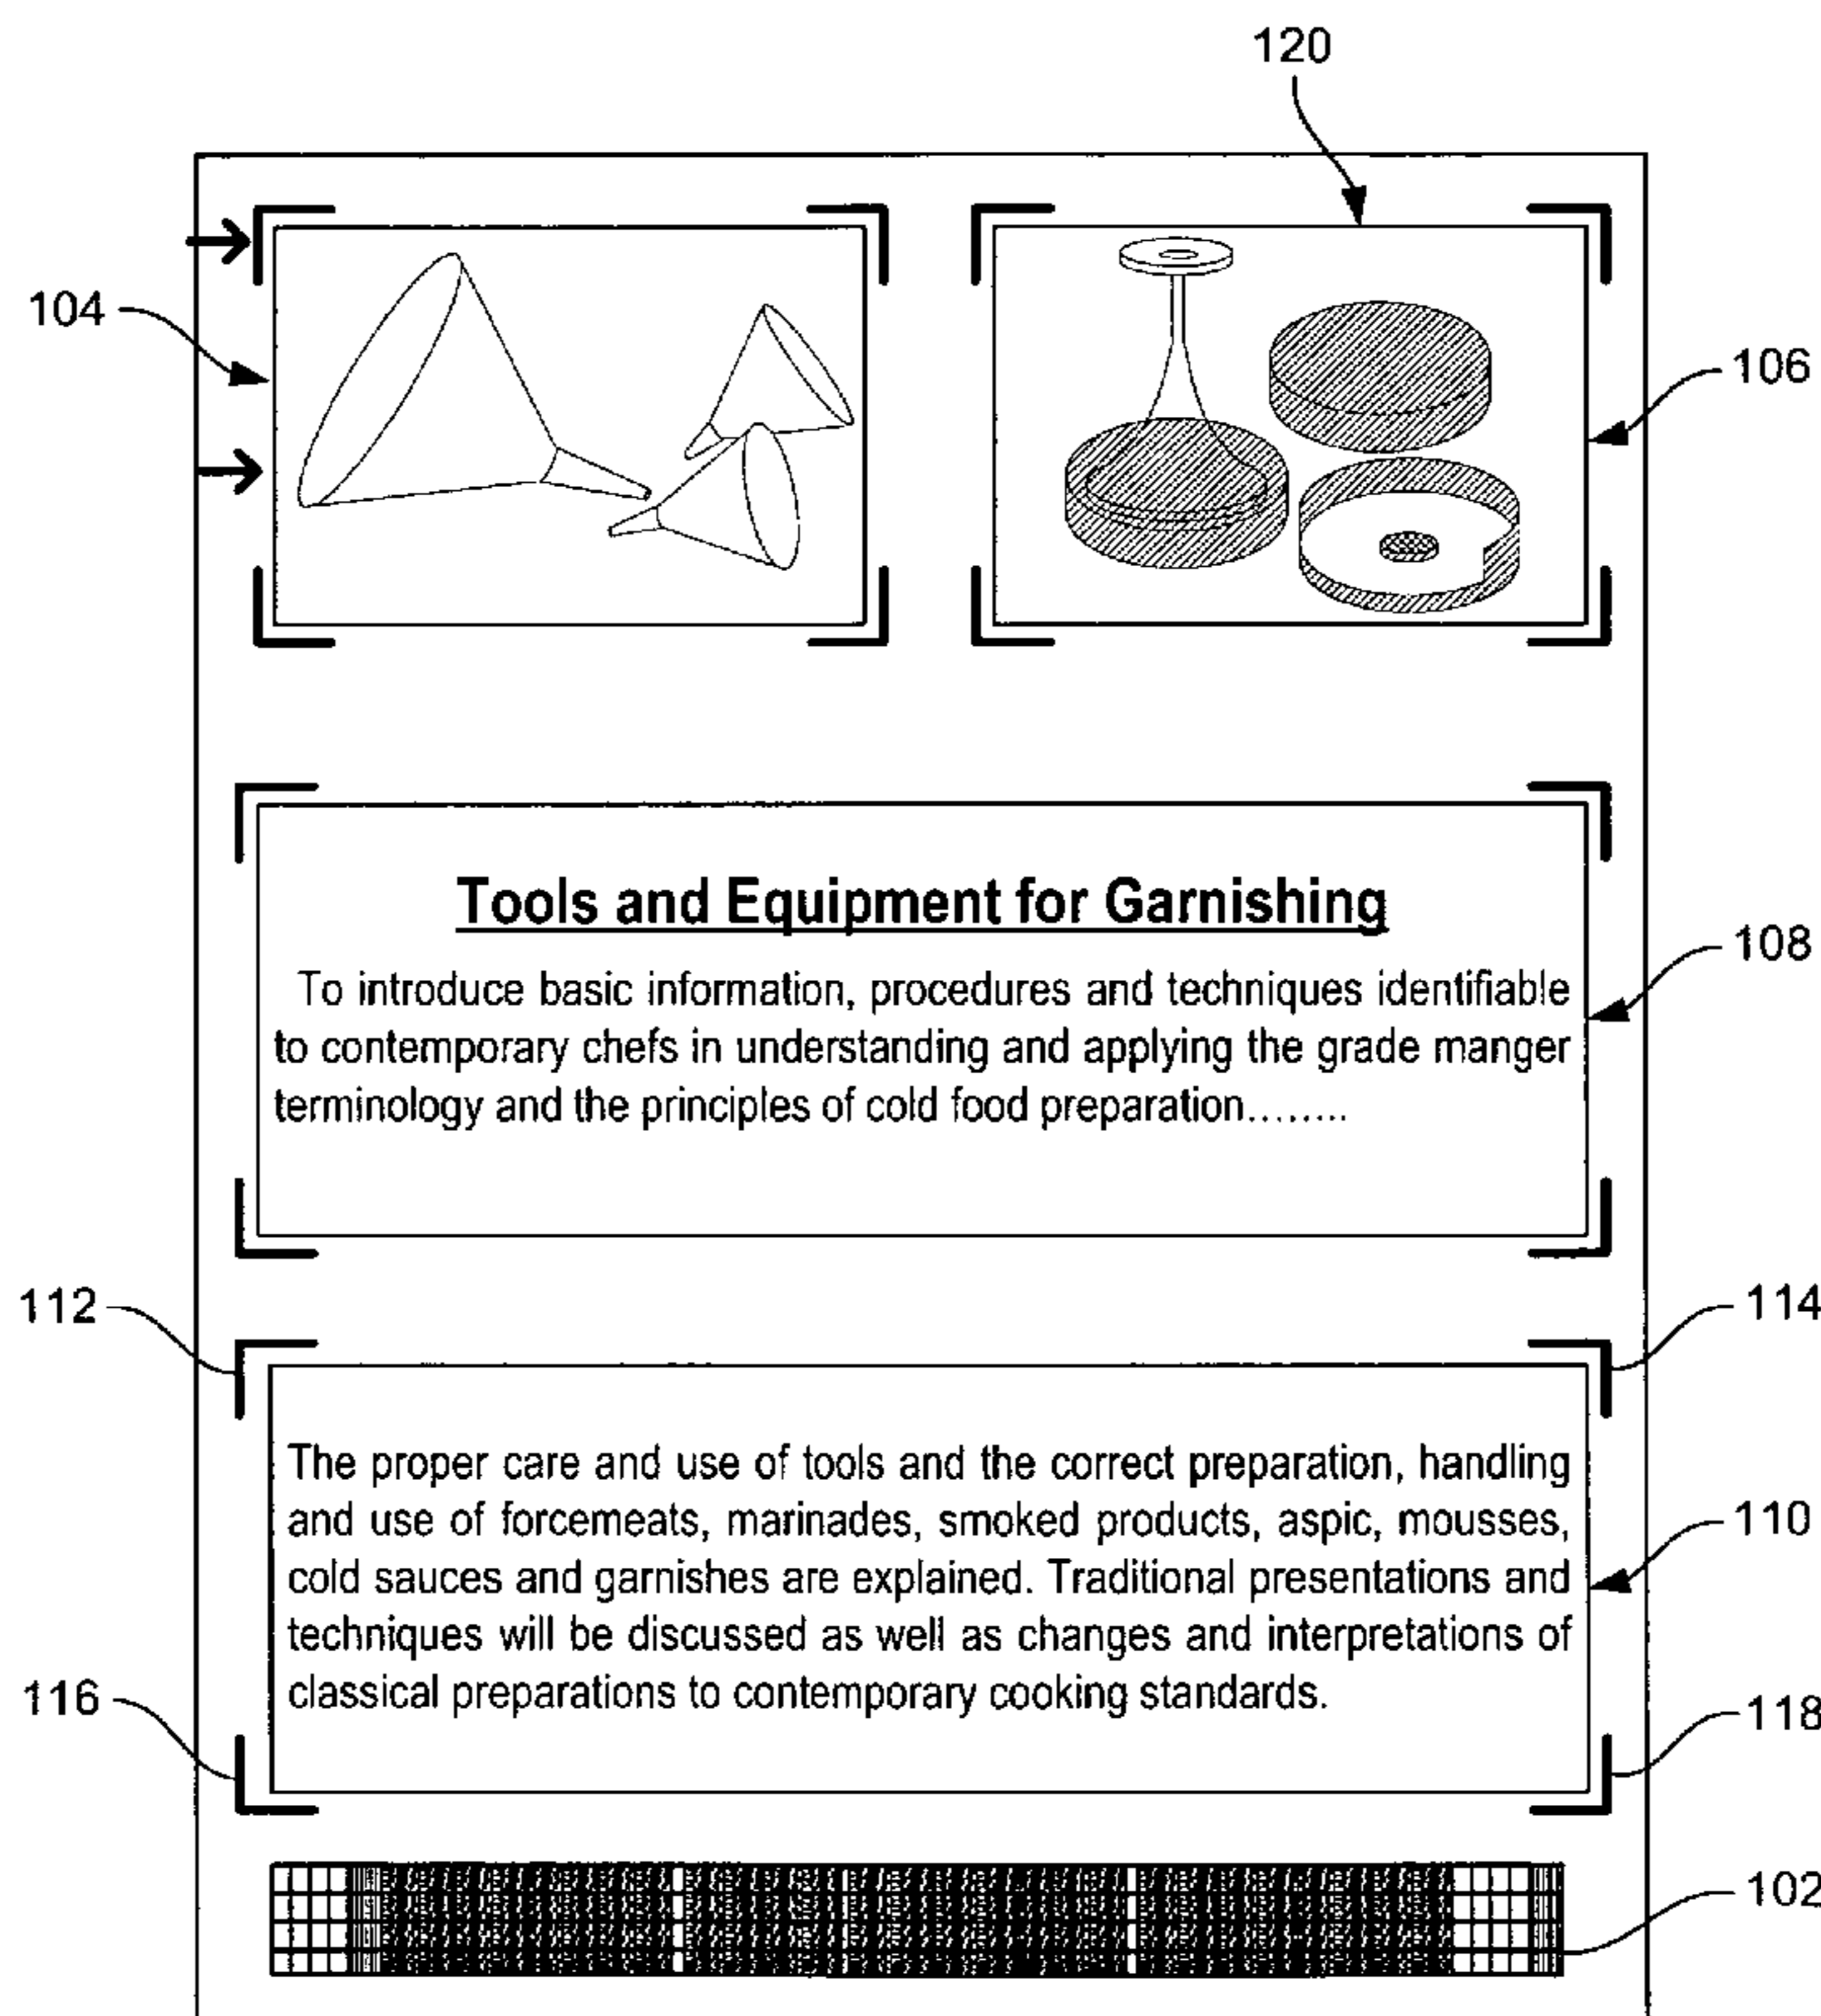 120
104
106
Tools and Equipment for Garnishing
108
To introduce basic information, procedures and techniques identifiable
to contemporary chefs in understanding and applying the grade manger
terminology and the principles of cold food preparation........
112
114
The proper care and use of tools and the correct preparation, handling
and use of forcemeats, marinades, smoked products, aspic, mousses,
110
cold sauces and garnishes are explained. Traditional presentations and
techniques will be discussed as well as changes and interpretations of
classical preparations to contemporary cooking standards.
116
118
102